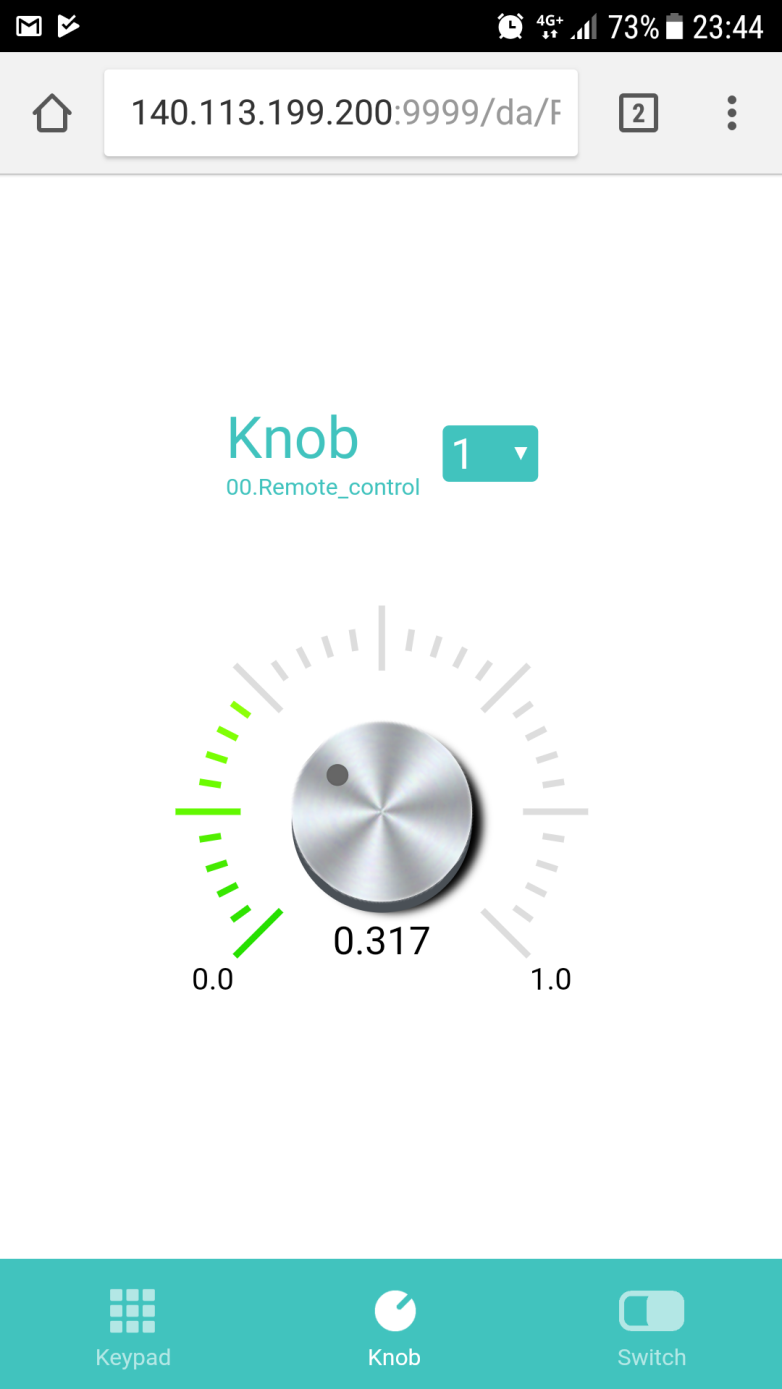 4G+ 73% 23:44
140.113.199.200:9999/da/
2
Knob
1
00.Remote_control
0.317
0.0
1.0
Keypad
Knob
Switch